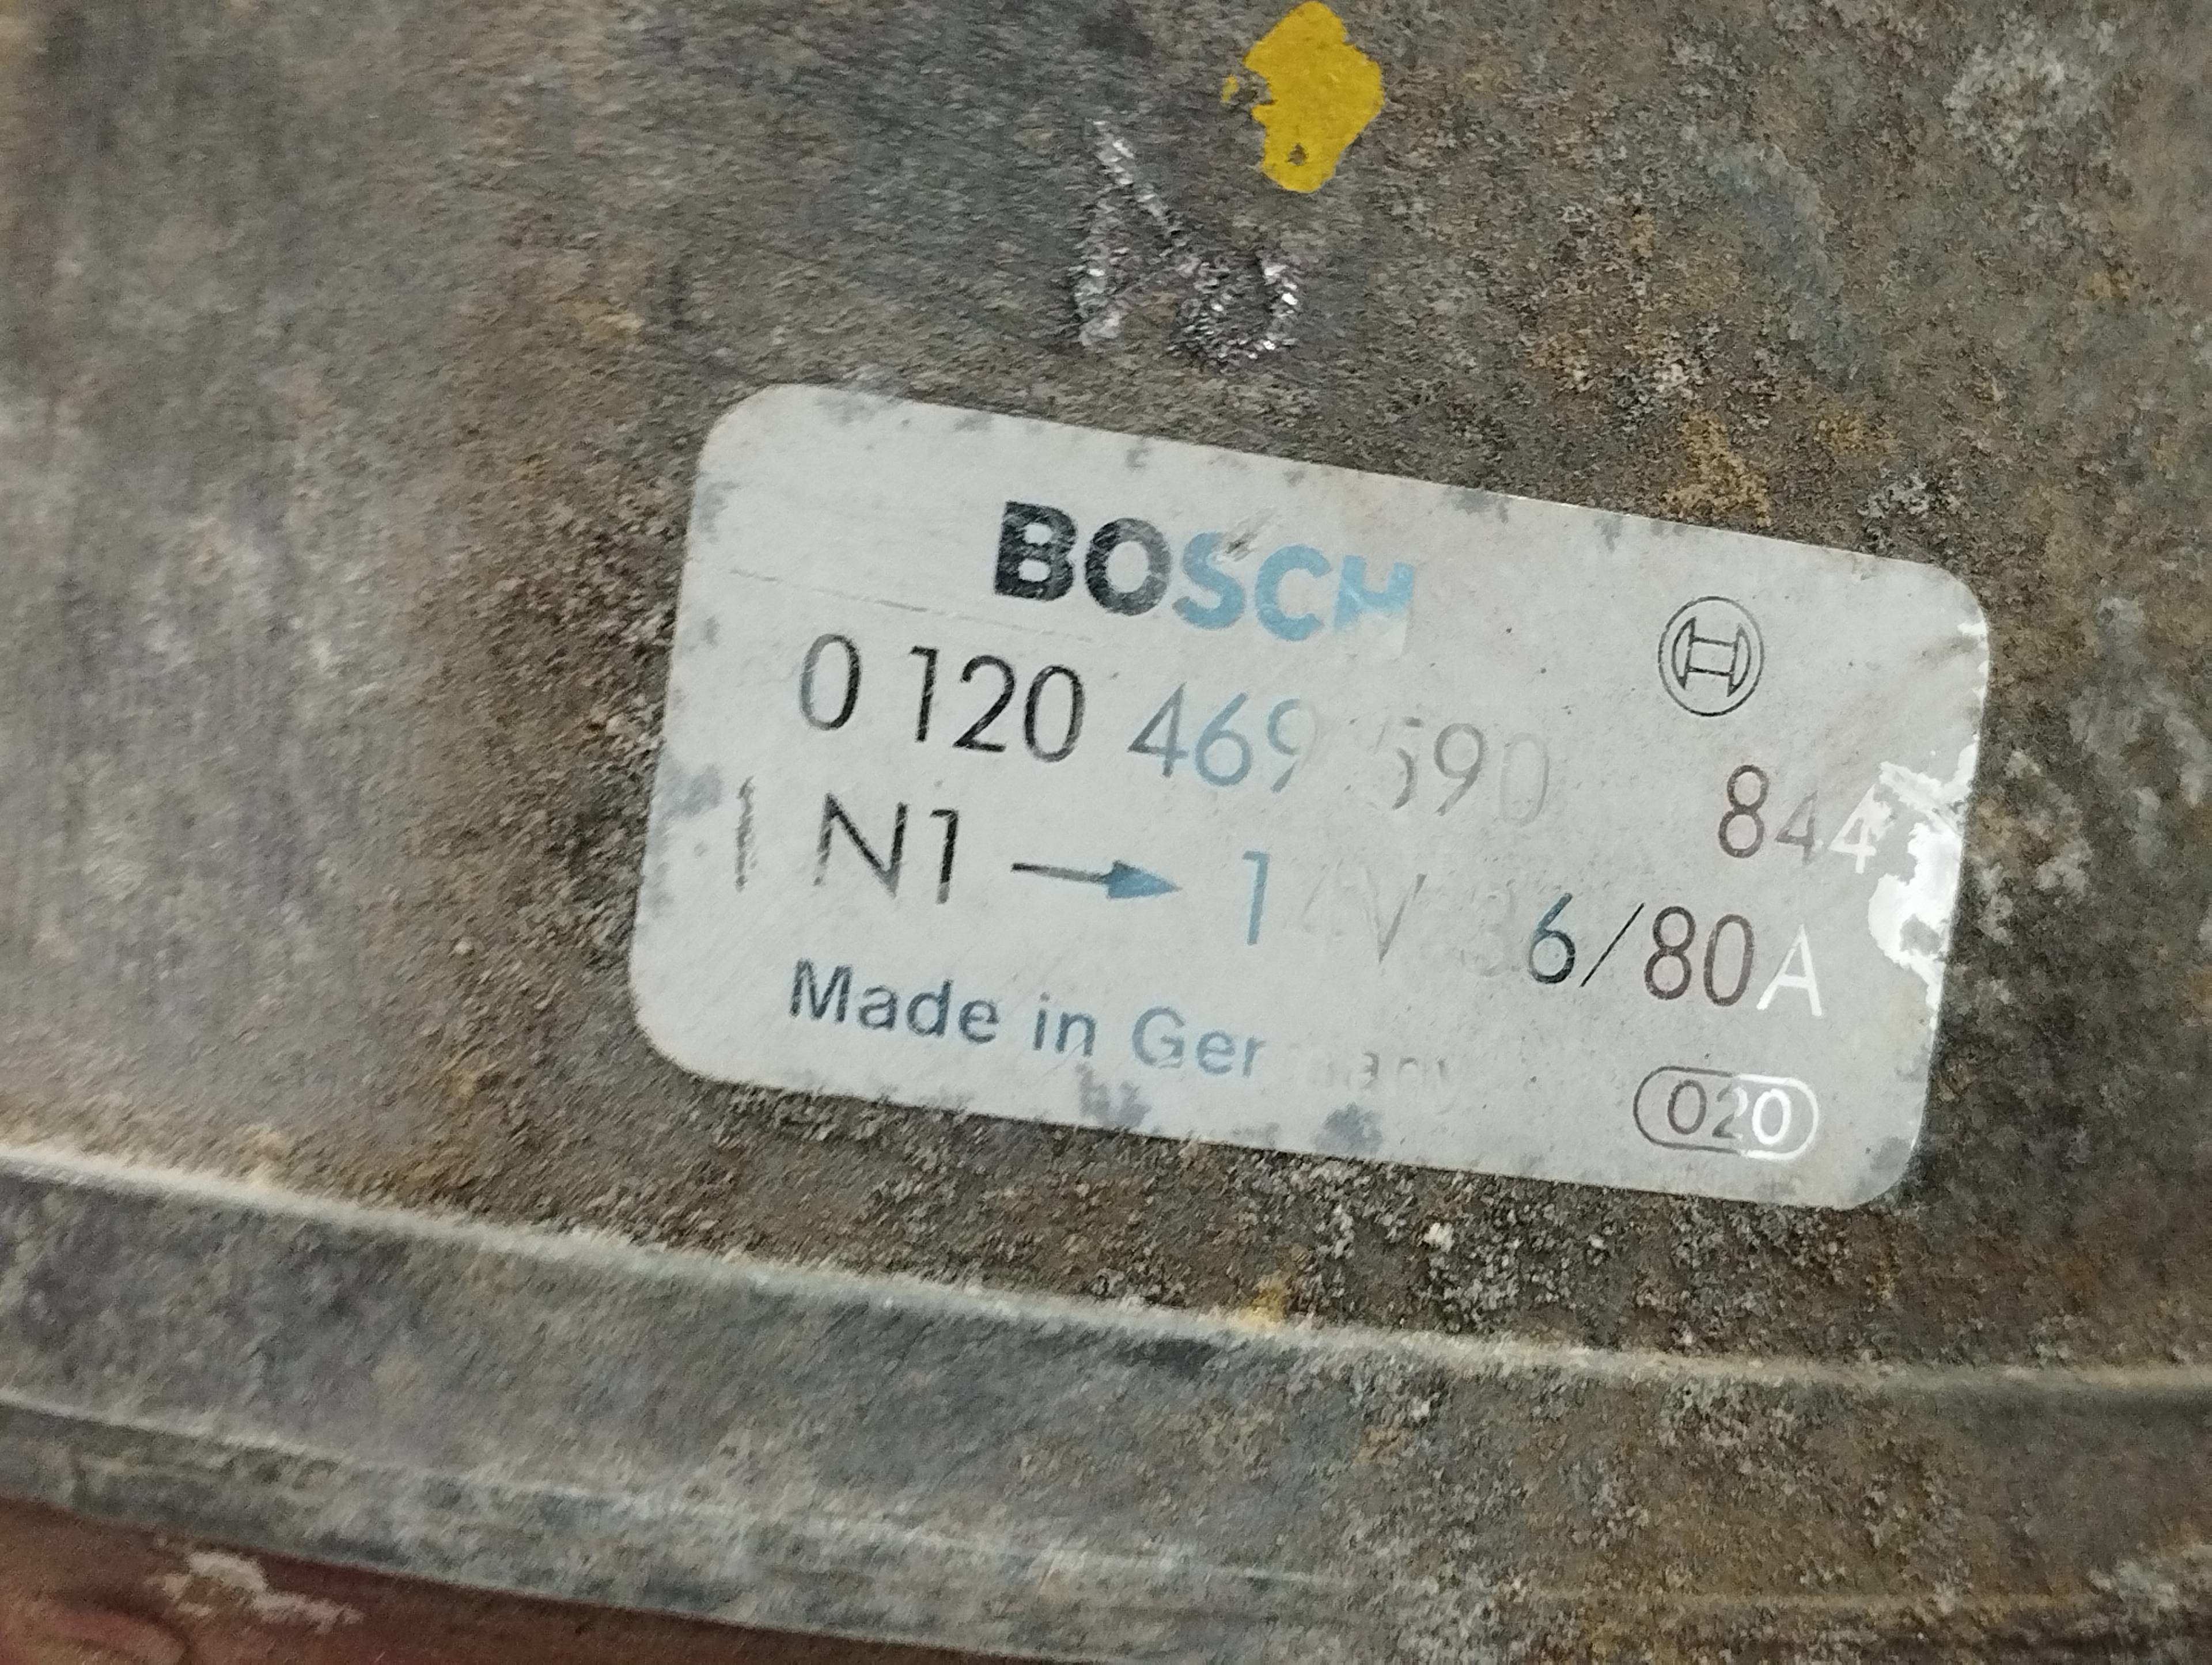 BOSCH
0 120 469 590 844
I N1 → 14V 36/80A
Made in Germany
020